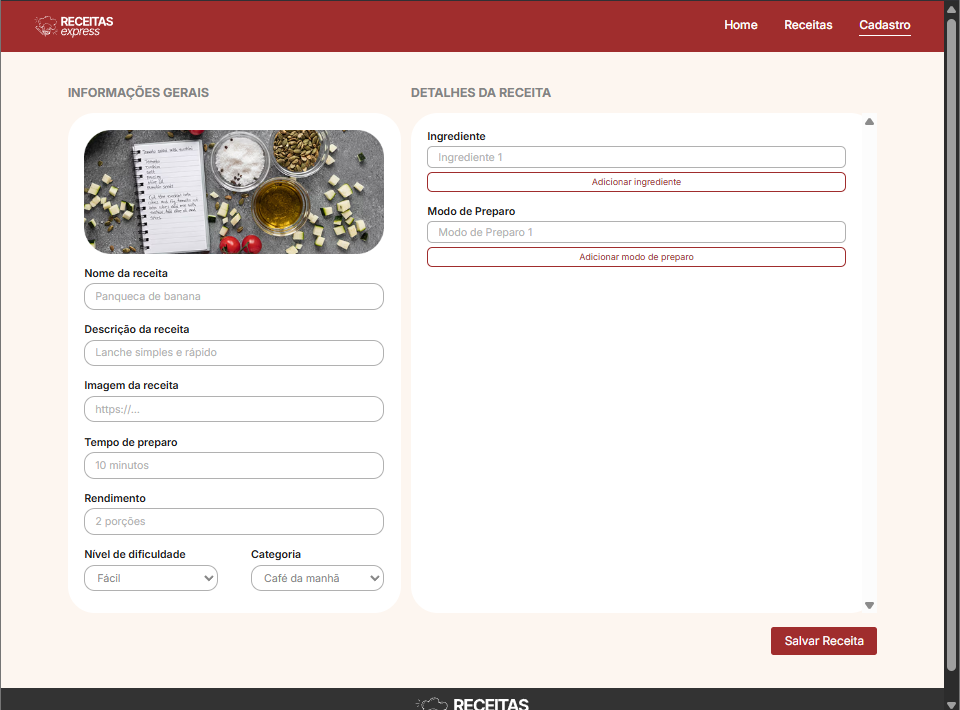 RECEITAS
express
Home Receitas Cadastro
INFORMAÇÕES GERAIS
Nome da receita
Panqueca de banana
Descrição da receita
Lanche simples e rápido
Imagem da receita
https://...
Tempo de preparo
10 minutos
Rendimento
2 porções
Nível de dificuldade Categoria
Fácil Café da manhã
DETALHES DA RECEITA
Ingrediente
Ingrediente 1
Adicionar ingrediente
Modo de Preparo
Modo de Preparo 1
Adicionar modo de preparo
Salvar Receita
RECEITAS